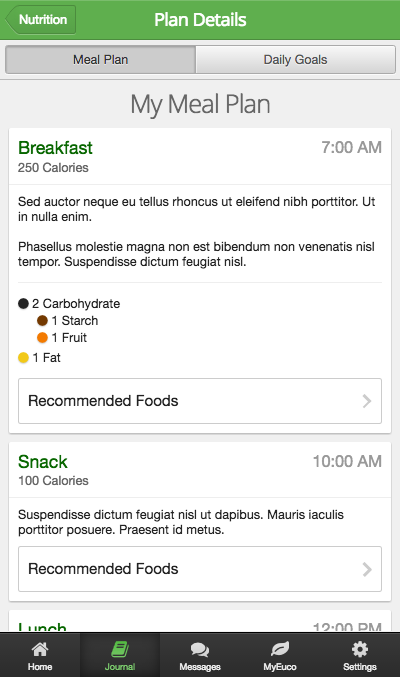 Nutrition
Plan Details
Meal Plan
Daily Goals
My Meal Plan
Breakfast
7:00 AM
250 Calories
Sed auctor neque eu tellus rhoncus ut eleifend nibh porttitor. Ut
in nulla enim.
Phasellus molestie magna non est bibendum non venenatis nisl
tempor. Suspendisse dictum feugiat nisl.
2 Carbohydrate
1 Starch
1 Fruit
1 Fat
Recommended Foods
Snack
10:00 AM
100 Calories
Suspendisse dictum feugiat nisl ut dapibus. Mauris iaculis
porttitor posuere. Praesent id metus.
Recommended Foods
Lunch
12:00 PM
Home
Journal
Messages
MyEuco
Settings